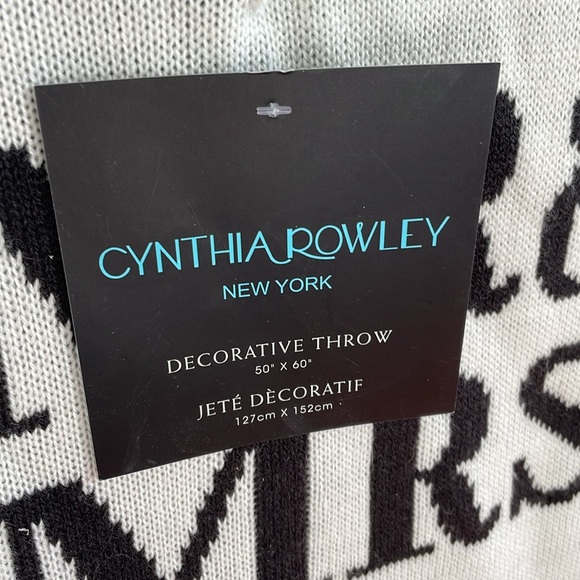 CYNTHIA ROWLEY
NEW YORK
DECORATIVE THROW
50" X 60"
JETÉ DÈCORATIF
127cm X 152cm
R&
MRS